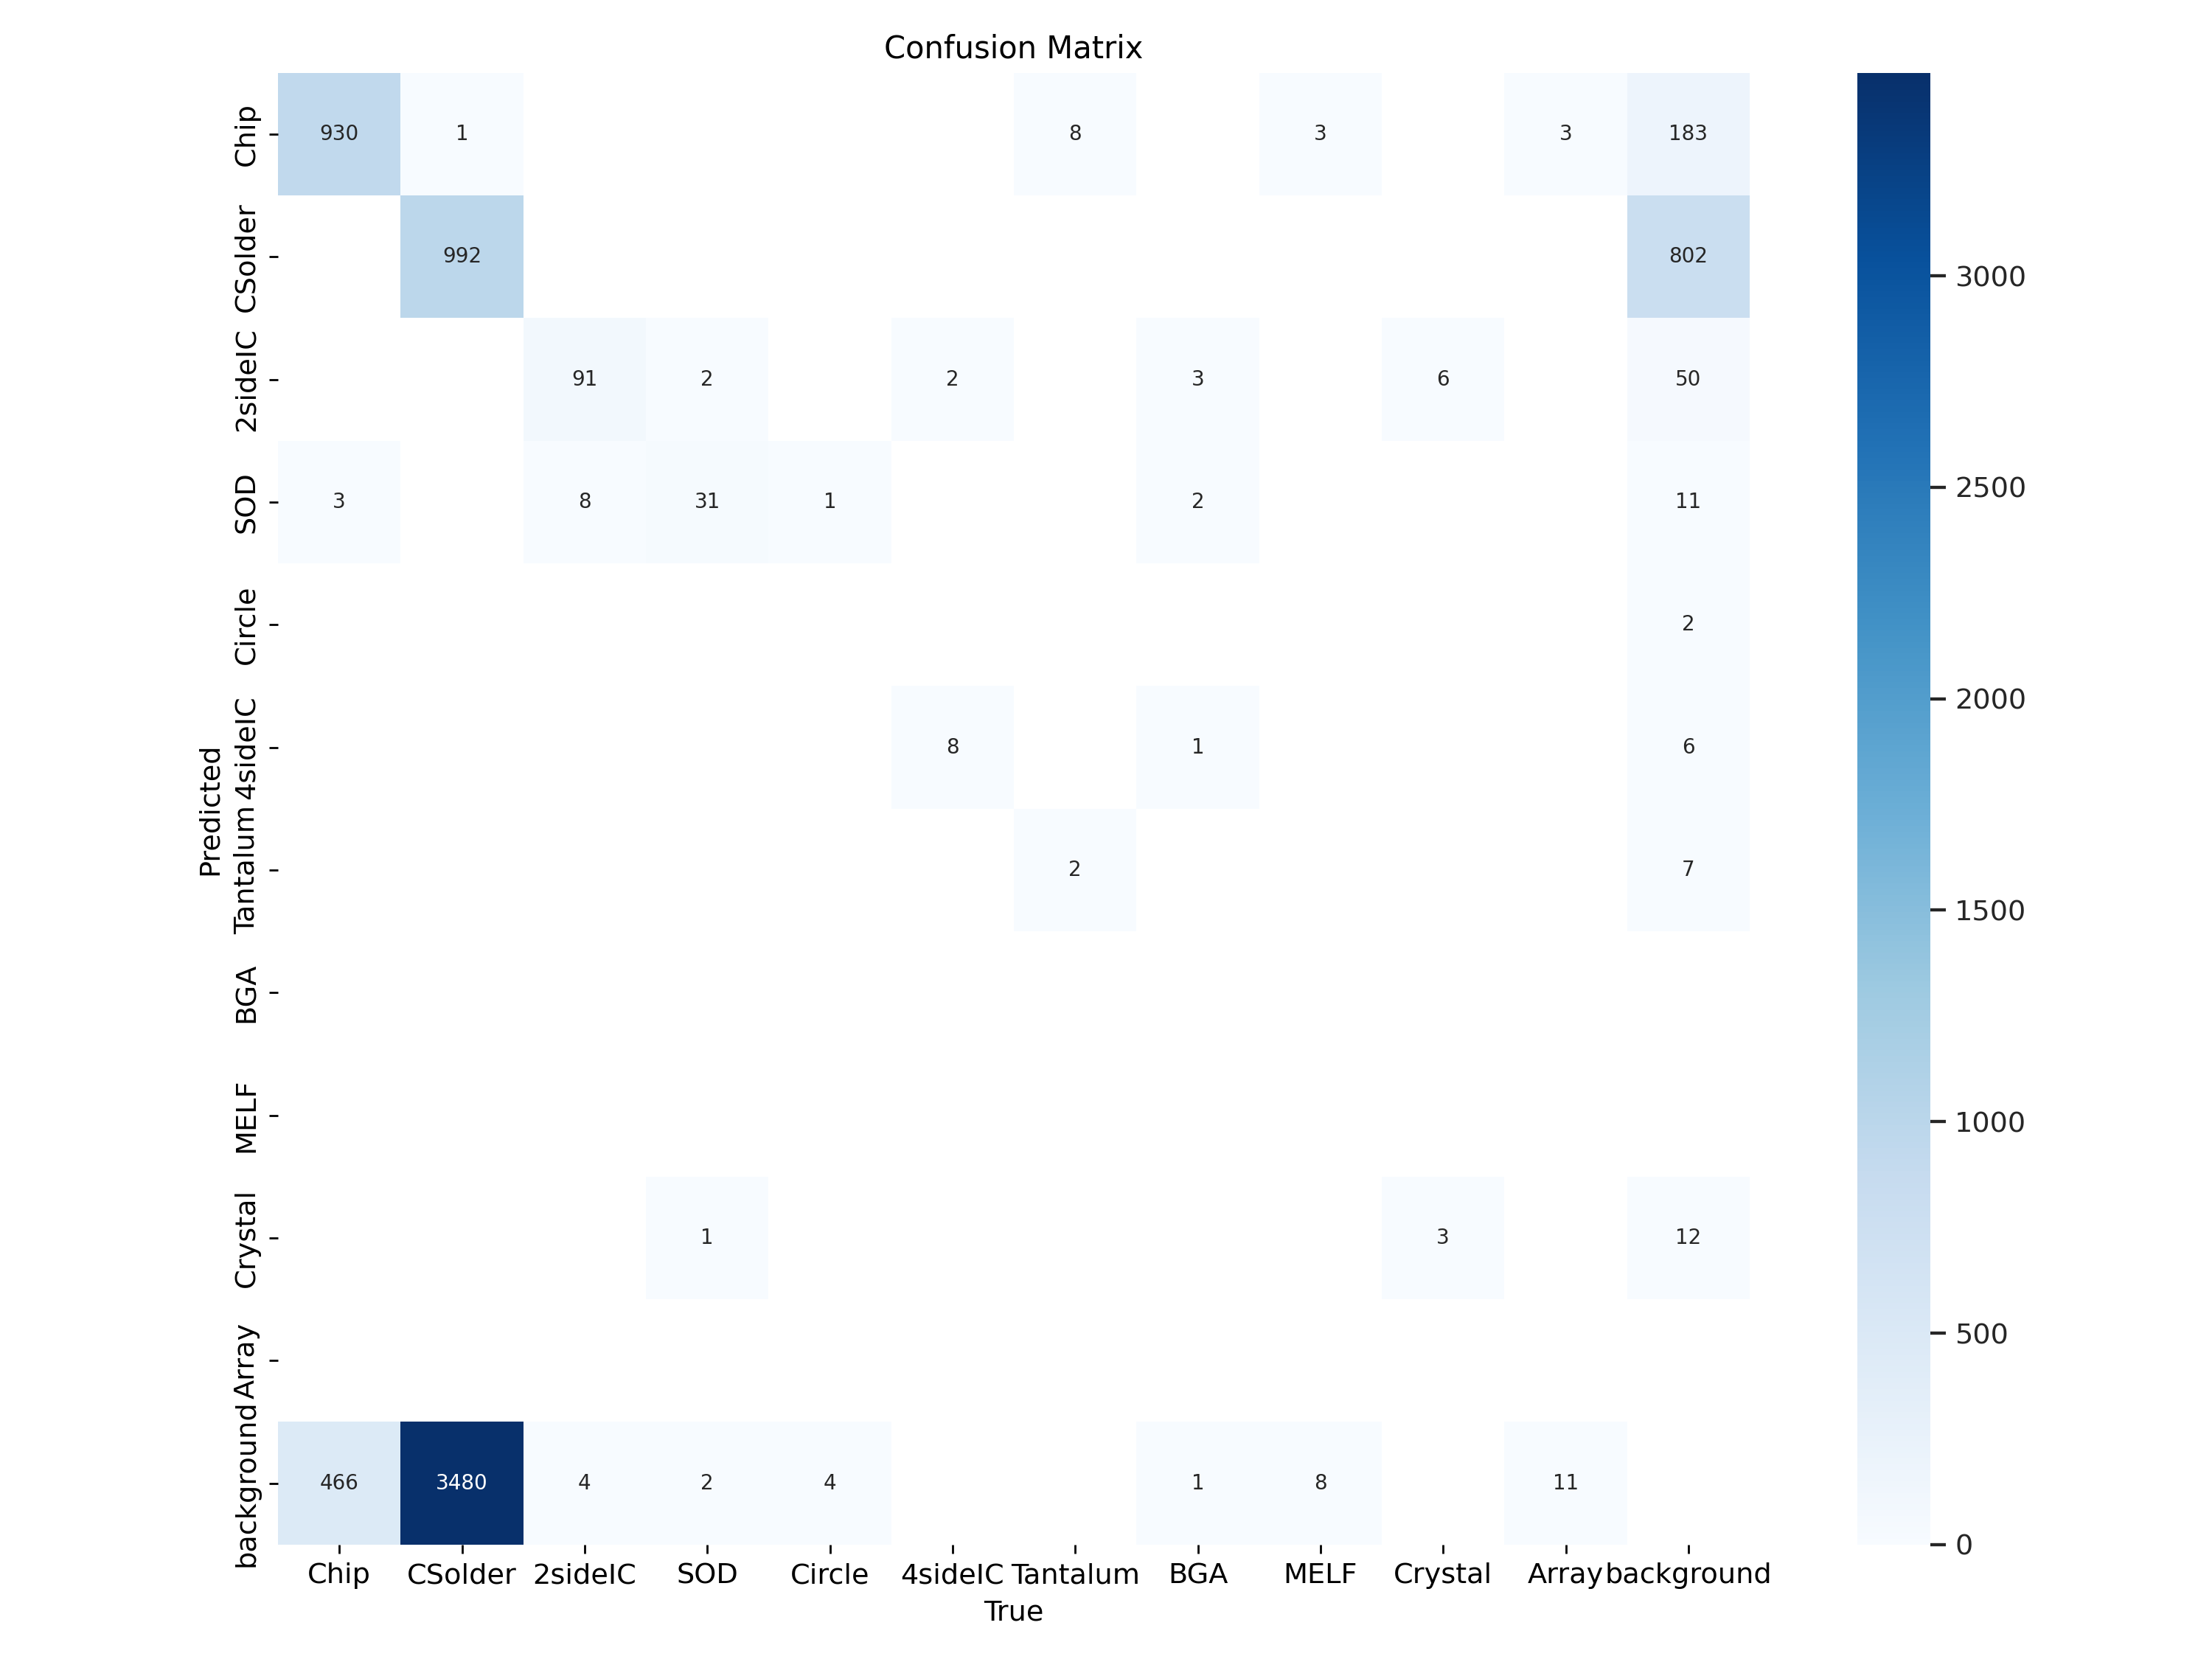 Confusion Matrix
Chip 930 1 8 3 3 183
CSolder 992 802
2sideIC 91 2 2 3 6 50
SOD 3 8 31 1 2 11
Circle 2
4sideIC 8 1 6
Tantalum 2 7
BGA
MELF
Crystal 1 3 12
Array
background 466 3480 4 2 4 1 8 11
Predicted
Chip CSolder 2sideIC SOD Circle 4sideIC Tantalum BGA MELF Crystal Array background
True
3000
2500
2000
1500
1000
500
0